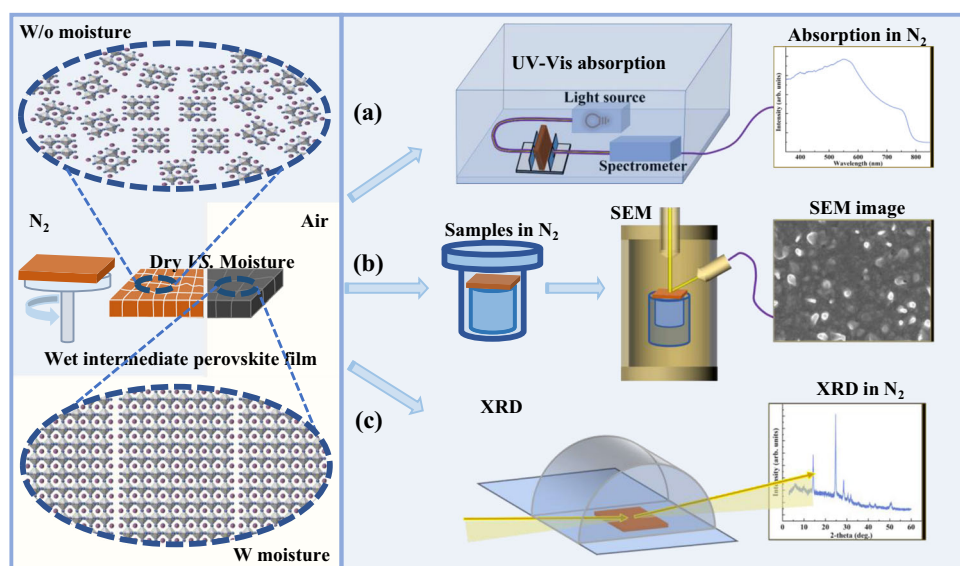 W/o moisture
N₂
Air
Dry VS. Moisture
Wet intermediate perovskite film
W moisture
(a)
UV-Vis absorption
Light source
Spectrometer
Absorption in N₂
Intensity (arb. units)
400 500 600 700 800
Wavelength (nm)
(b)
Samples in N₂
SEM
SEM image
(c)
XRD
XRD in N₂
Intensity (arb. units)
0 10 20 30 40 50 60
2-theta (deg.)